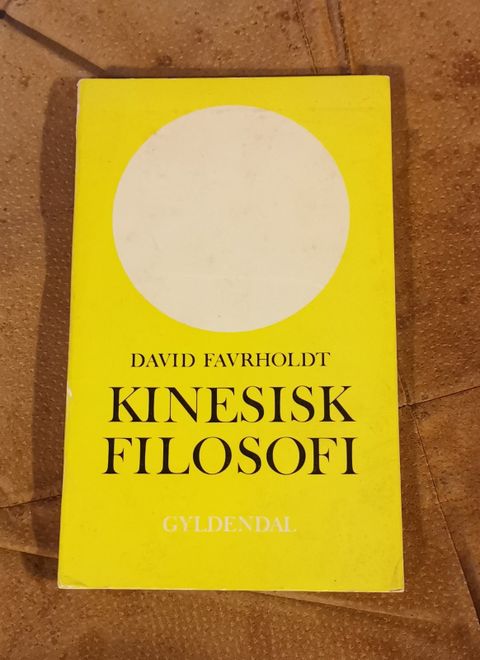 DAVID FAVRHOLDT
KINESISK
FILOSOFI
GYLDENDAL